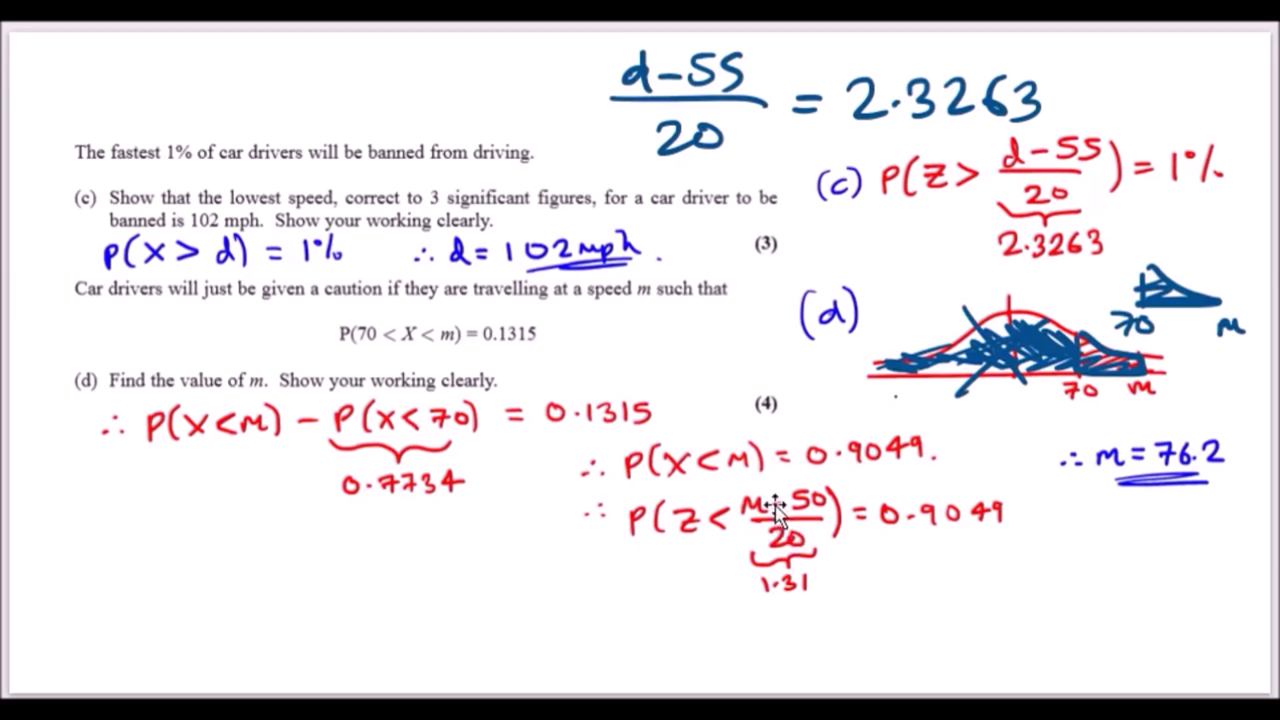 d-55
20
= 2.3263
The fastest 1% of car drivers will be banned from driving.
(c) Show that the lowest speed, correct to 3 significant figures, for a car driver to be
banned is 102 mph. Show your working clearly.
(3)
P(X > d) = 1% ∴ d = 102mph.
(c) P(Z > d-55/20) = 1%
2.3263
Car drivers will just be given a caution if they are travelling at a speed m such that
P(70 < X < m) = 0.1315
(d)
70 m
70 m
(d) Find the value of m. Show your working clearly.
(4)
∴ P(X<M) - P(X<70) = 0.1315
0.7734
∴ P(X<M) = 0.9049.
∴ P(Z < M-50/20) = 0.9049
1.31
∴ m = 76.2